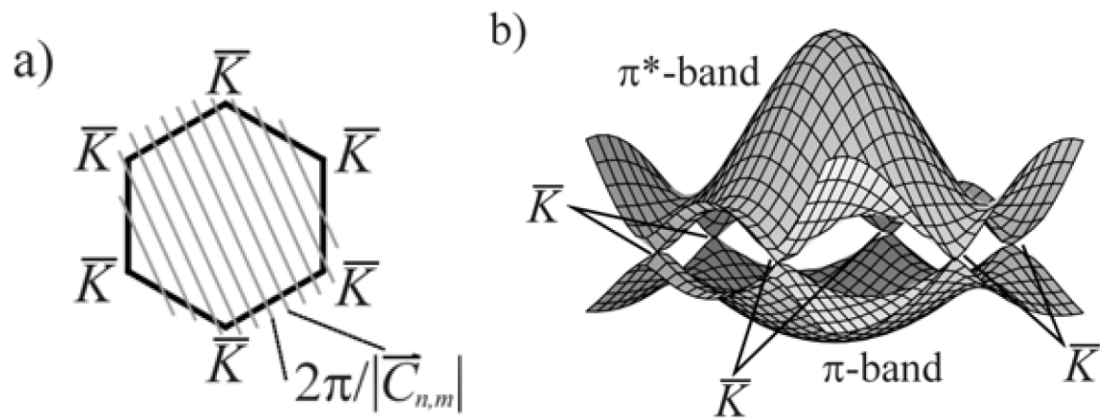 a)
K̅
K̅
K̅
K̅
K̅
K̅
2π/|C⃗ₙ,ₘ|
b)
π*-band
K̅
K̅
π-band
K̅